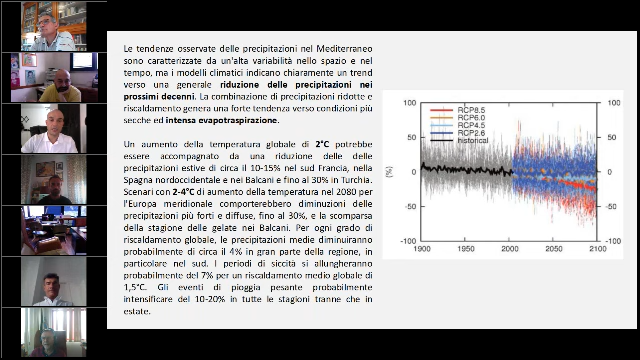 Le tendenze osservate delle precipitazioni nel Mediterraneo
sono caratterizzate da un'alta variabilità nello spazio e nel
tempo, ma i modelli climatici indicano chiaramente un trend
verso una generale riduzione delle precipitazioni nei
prossimi decenni. La combinazione di precipitazioni ridotte e
riscaldamento genera una forte tendenza verso condizioni più
secche ed intensa evapotraspirazione.
Un aumento della temperatura globale di 2°C potrebbe
essere accompagnato da una riduzione delle delle
precipitazioni estive di circa il 10-15% nel sud Francia, nella
Spagna nordoccidentale e nei Balcani e fino al 30% in Turchia.
Scenari con 2-4°C di aumento della temperatura nel 2080 per
l'Europa meridionale comporterebbero diminuzioni delle
precipitazioni più forti e diffuse, fino al 30%, e la scomparsa
della stagione delle gelate nei Balcani. Per ogni grado di
riscaldamento globale, le precipitazioni medie diminuiranno
probabilmente di circa il 4% in gran parte della regione, in
particolare nel sud. I periodi di siccità si allungheranno
probabilmente del 7% per un riscaldamento medio globale di
1,5°C. Gli eventi di pioggia pesante probabilmente
intensificare del 10-20% in tutte le stagioni tranne che in
estate.
100
50
0
-50
-100
[%]
RCP8.5
RCP6.0
RCP4.5
RCP2.6
historical
100
50
0
-50
-100
1900
1950
2000
2050
2100